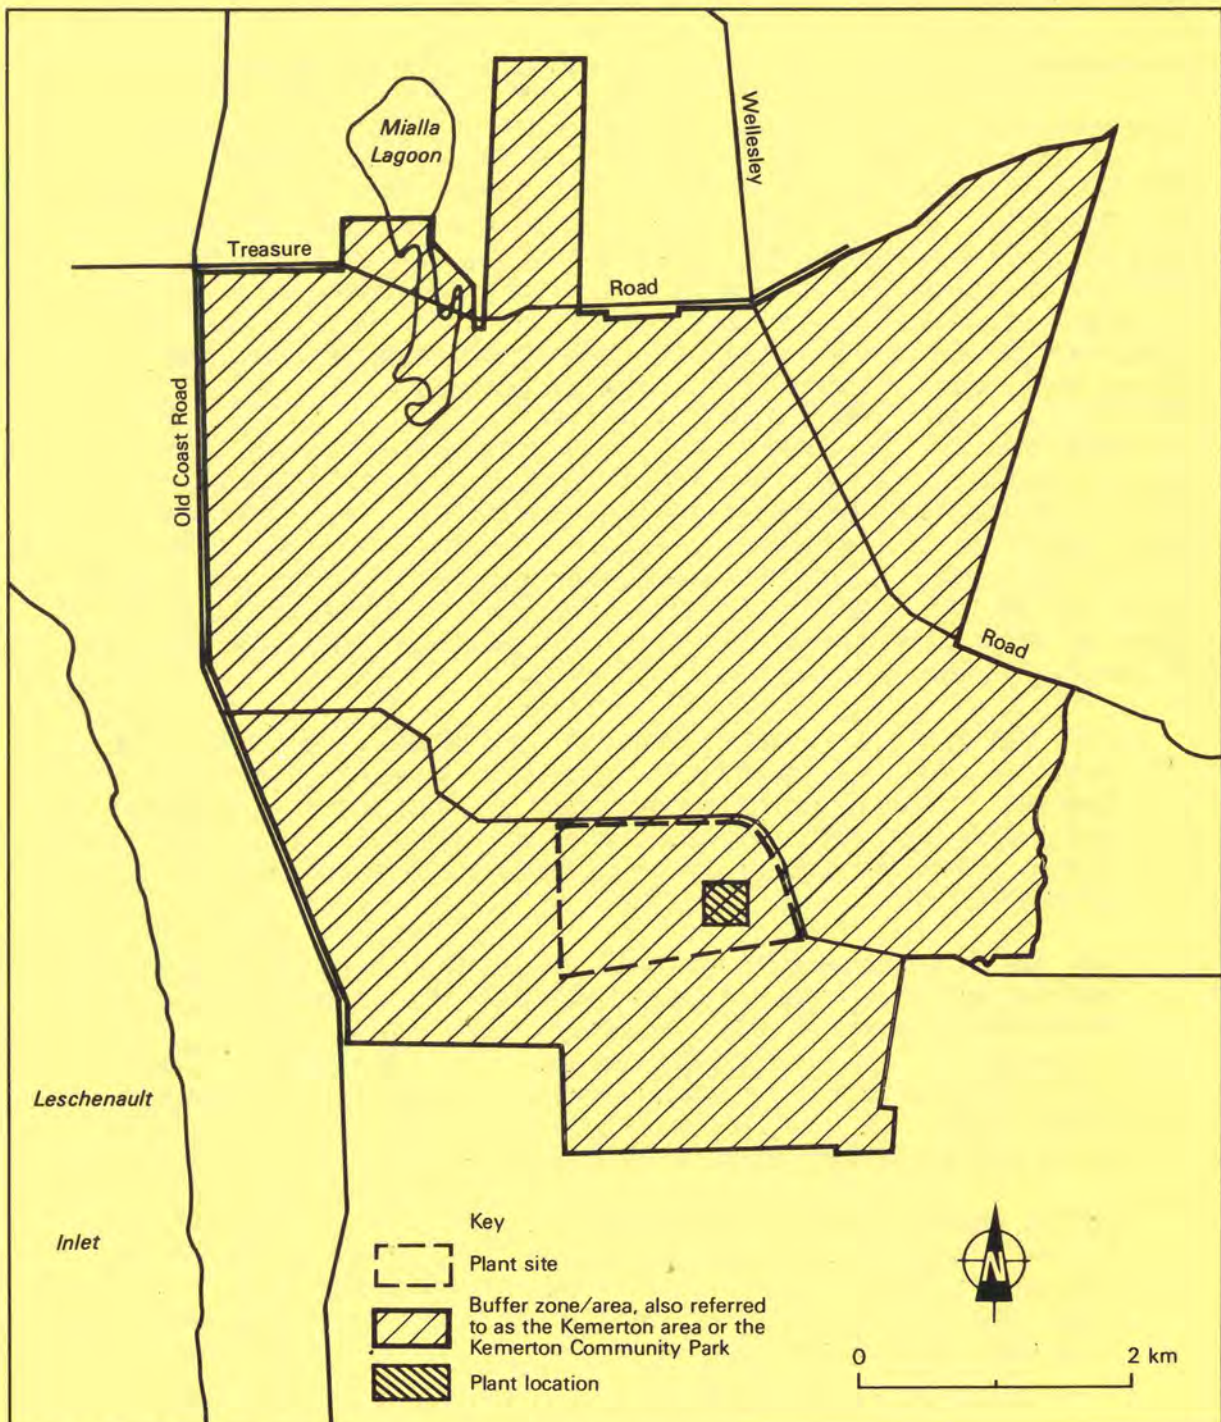 Mialla
Lagoon
Wellesley
Treasure
Road
Old Coast Road
Road
Leschenault
Inlet
Key
Plant site
Buffer zone/area, also referred
to as the Kemerton area or the
Kemerton Community Park
Plant location
N
0 2 km